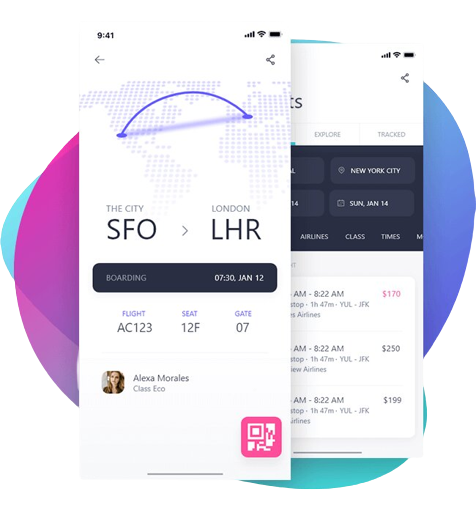 9:41
THE CITY
LONDON
SFO
LHR
BOARDING
07:30, JAN 12
FLIGHT
SEAT
GATE
AC123
12F
07
Alexa Morales
Class Eco
ts
EXPLORE
TRACKED
AL
NEW YORK CITY
14
SUN, JAN 14
AIRLINES
CLASS
TIMES
AM - 8:22 AM
$170
stop - 1h 47m · YUL - JFK
es Airlines
AM - 8:22 AM
$250
stop - 1h 47m · YUL - JFK
iew Airlines
AM - 8:22 AM
$199
stop - 1h 47m · YUL - JFK
Airlines